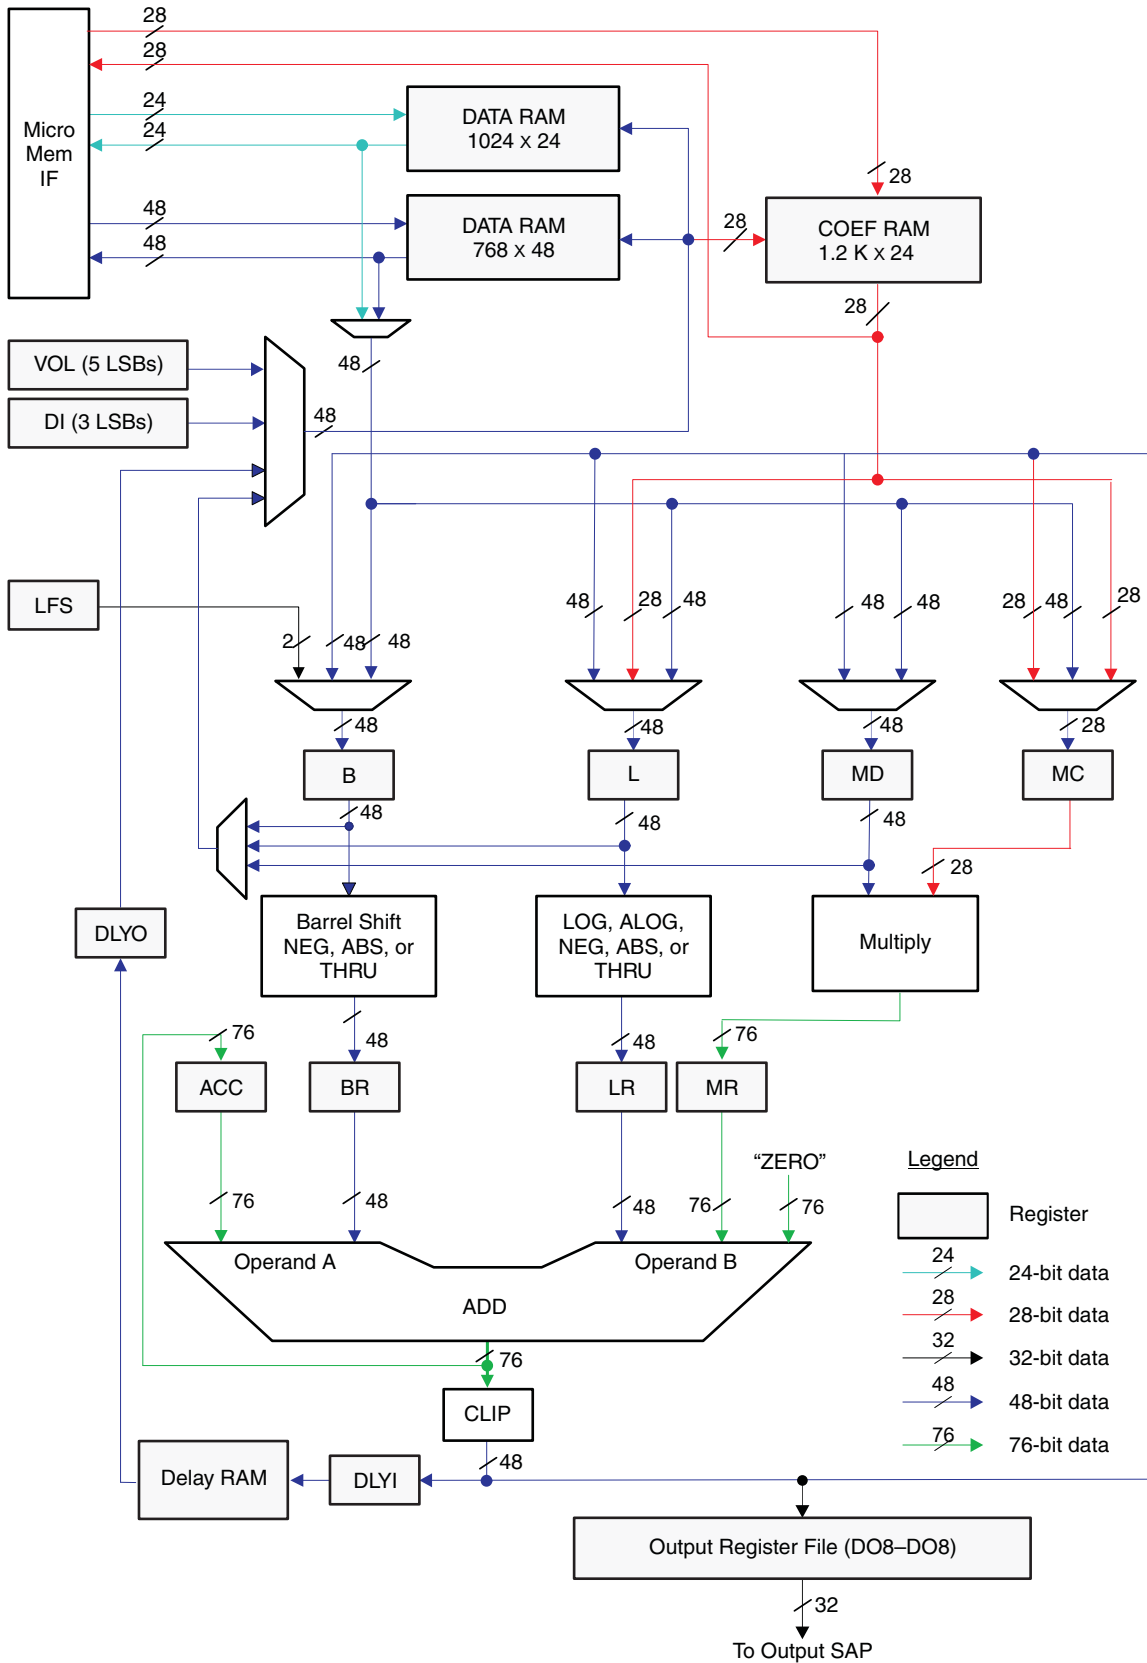 28
28
24
24
48
48
Micro
Mem
IF
DATA RAM
1024 x 24
DATA RAM
768 x 48
28
28
COEF RAM
1.2 K x 24
28
VOL (5 LSBs)
DI (3 LSBs)
48
48
LFS
2
48
48
48
28
48
48
48
28
48
28
48
48
48
28
B
L
MD
MC
48
48
48
28
Barrel Shift
NEG, ABS, or
THRU
LOG, ALOG,
NEG, ABS, or
THRU
Multiply
DLYO
76
48
48
76
ACC
BR
LR
MR
“ZERO”
76
48
48
76
76
Operand A
Operand B
ADD
76
CLIP
48
Delay RAM
DLYI
Output Register File (DO8–DO8)
32
To Output SAP
Legend
Register
24
24-bit data
28
28-bit data
32
32-bit data
48
48-bit data
76
76-bit data